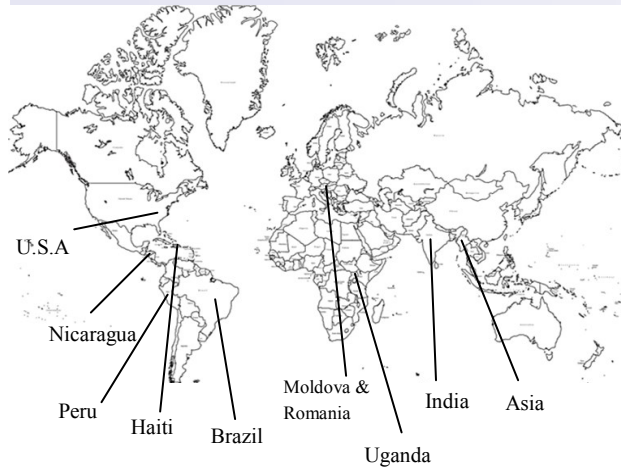 U.S.A
Nicaragua
Peru
Haiti
Brazil
Moldova &
Romania
Uganda
India
Asia